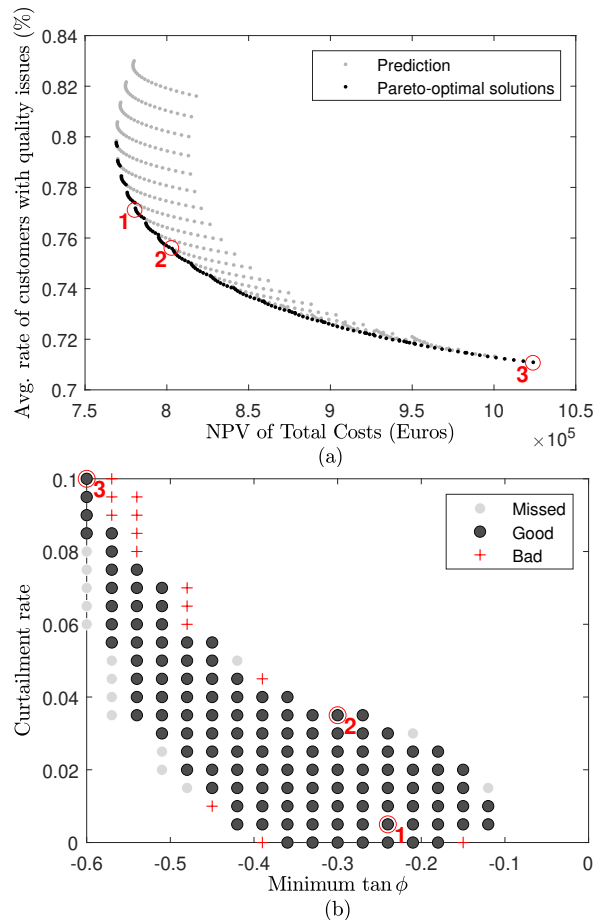 Avg. rate of customers with quality issues (%)
0.84
0.82
0.8
0.78
0.76
0.74
0.72
0.7
Prediction
Pareto-optimal solutions
1
2
3
7.5 8 8.5 9 9.5 10 10.5
NPV of Total Costs (Euros)
× 10⁵
(a)
Curtailment rate
0.1
0.08
0.06
0.04
0.02
0
Missed
Good
Bad
3
2
1
-0.6 -0.5 -0.4 -0.3 -0.2 -0.1 0
Minimum tan ϕ
(b)